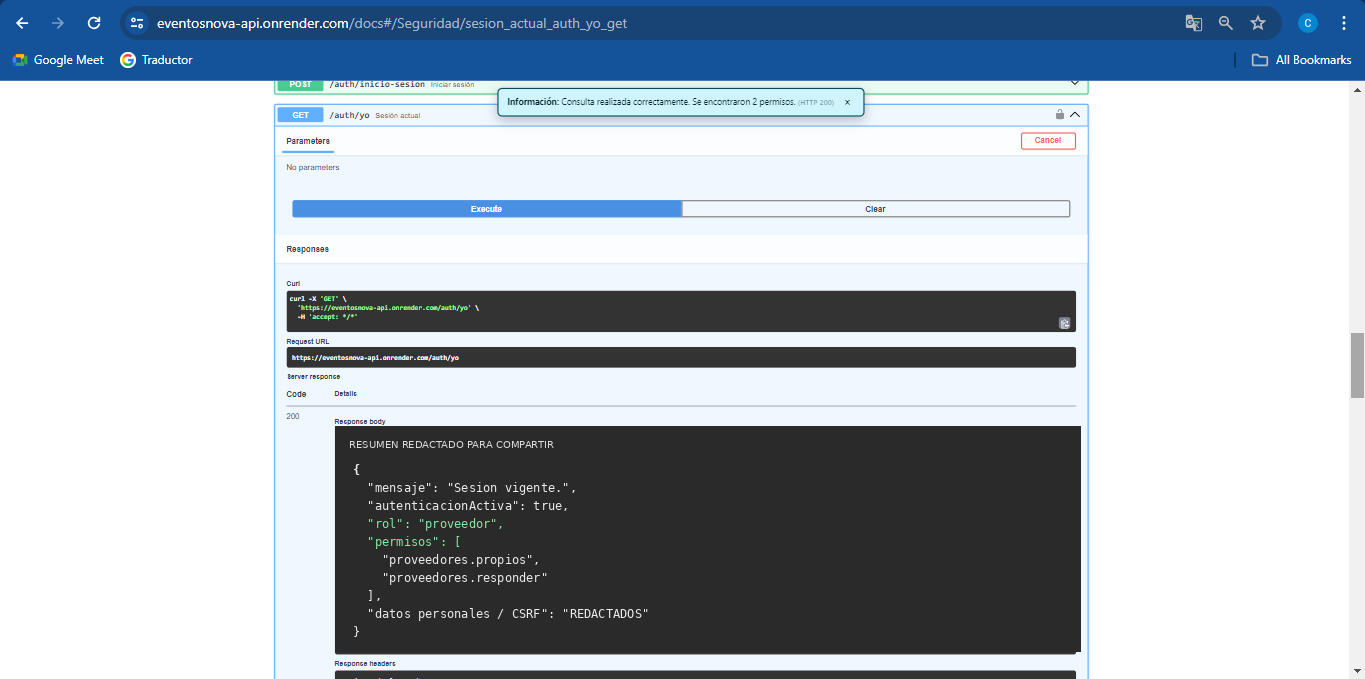 eventosnova-api.onrender.com/docs#/Seguridad/sesion_actual_auth_yo_get
C
Google Meet
Traductor
All Bookmarks
POST /auth/inicio-sesion Iniciar sesión
Información: Consulta realizada correctamente. Se encontraron 2 permisos. (HTTP 200) ×
GET /auth/yo Sesión actual
Parameters
Cancel
No parameters
Execute
Clear
Responses
Curl
curl -X 'GET' \
'https://eventosnova-api.onrender.com/auth/yo' \
-H 'accept: */*'
Request URL
https://eventosnova-api.onrender.com/auth/yo
Server response
Code Details
200
Response body
RESUMEN REDACTADO PARA COMPARTIR
{
"mensaje": "Sesion vigente.",
"autenticacionActiva": true,
"rol": "proveedor",
"permisos": [
"proveedores.propios",
"proveedores.responder"
],
"datos personales / CSRF": "REDACTADOS"
}
Response headers